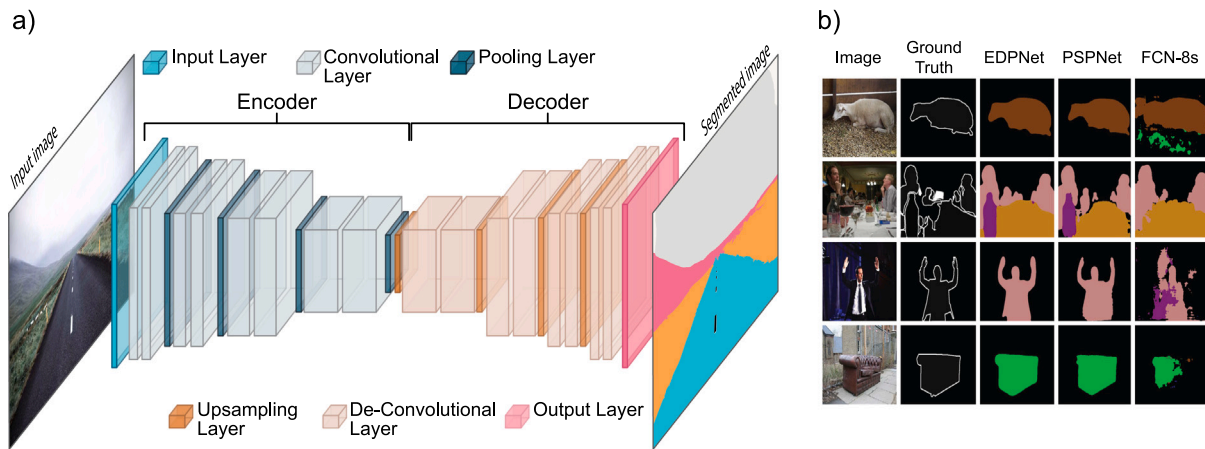 a)
Input Layer
Convolutional
Layer
Pooling Layer
Encoder
Decoder
Input image
Segmented image
Upsampling
Layer
De-Convolutional
Layer
Output Layer
b)
Image
Ground
Truth
EDPNet
PSPNet
FCN-8s